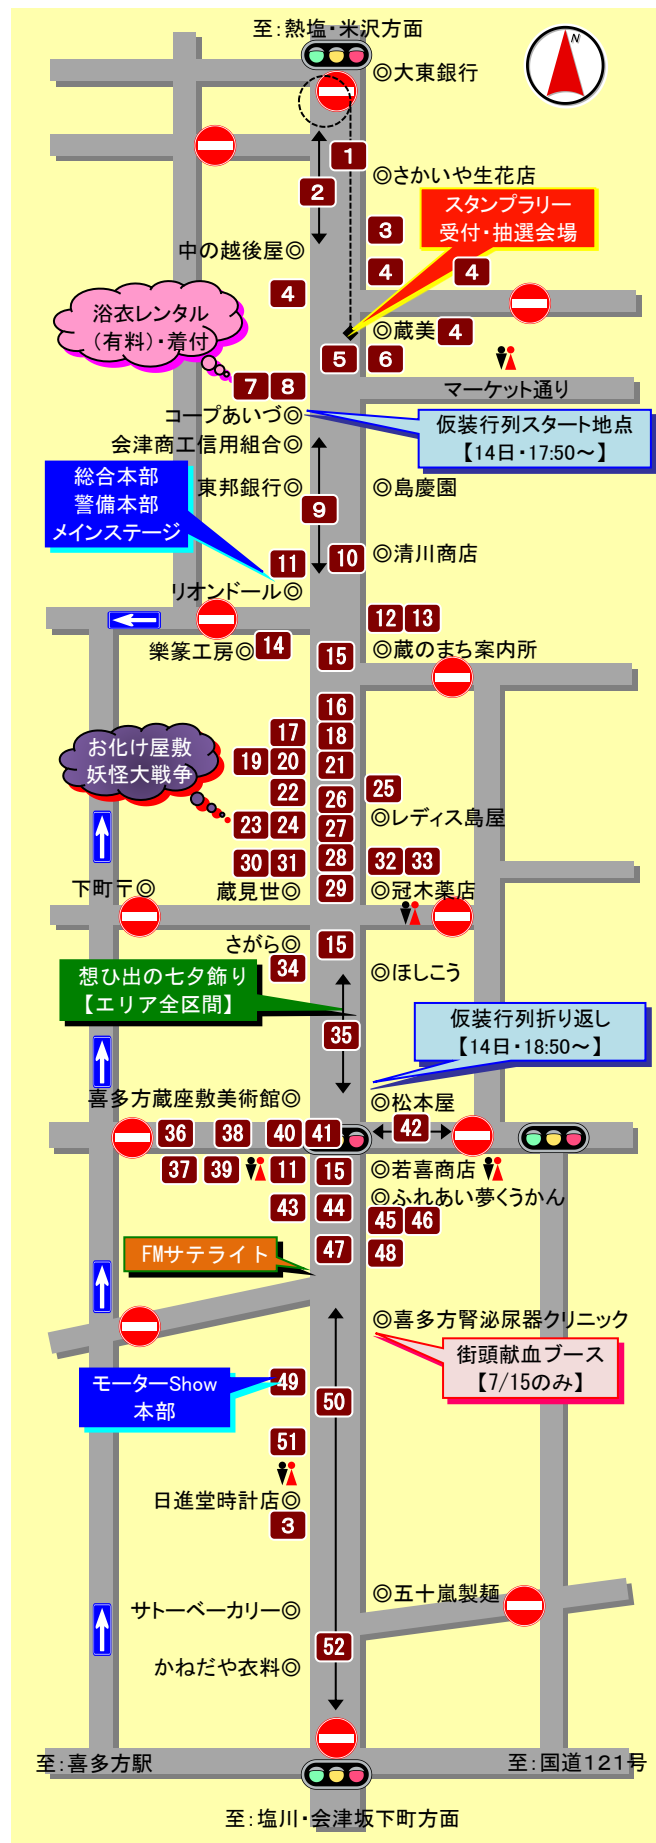 至：熱塩・米沢方面
N
◎大東銀行
1
◎さかいや生花店
2
スタンプラリー
受付・抽選会場
3
中の越後屋◎
4
4
4
浴衣レンタル
（有料）・着付
◎蔵美
4
5
6
7
8
マーケット通り
コープあいづ◎
仮装行列スタート地点
【14日・17:50～】
会津商工信用組合◎
総合本部
警備本部
メインステージ
東邦銀行◎
◎島慶園
9
10
◎清川商店
11
リオンドール◎
12
13
14
樂篆工房◎
15
◎蔵のまち案内所
16
17
18
お化け屋敷
妖怪大戦争
19
20
21
22
25
26
◎レディス島屋
23
24
27
30
31
28
32
33
下町〒◎
蔵見世◎
29
◎冠木薬店
さがら◎
15
34
◎ほしこう
想ひ出の七夕飾り
【エリア全区間】
35
仮装行列折り返し
【14日・18:50～】
喜多方蔵座敷美術館◎
◎松本屋
36
38
40
41
42
37
39
11
15
◎若喜商店
43
44
◎ふれあい夢くうかん
45
46
FMサテライト
47
48
◎喜多方腎泌尿器クリニック
街頭献血ブース
【7/15のみ】
モーターShow
本部
49
50
51
日進堂時計店◎
3
◎五十嵐製麺
サトーベーカリー◎
52
かねだや衣料◎
至：喜多方駅
至：国道１２１号
至：塩川・会津坂下町方面